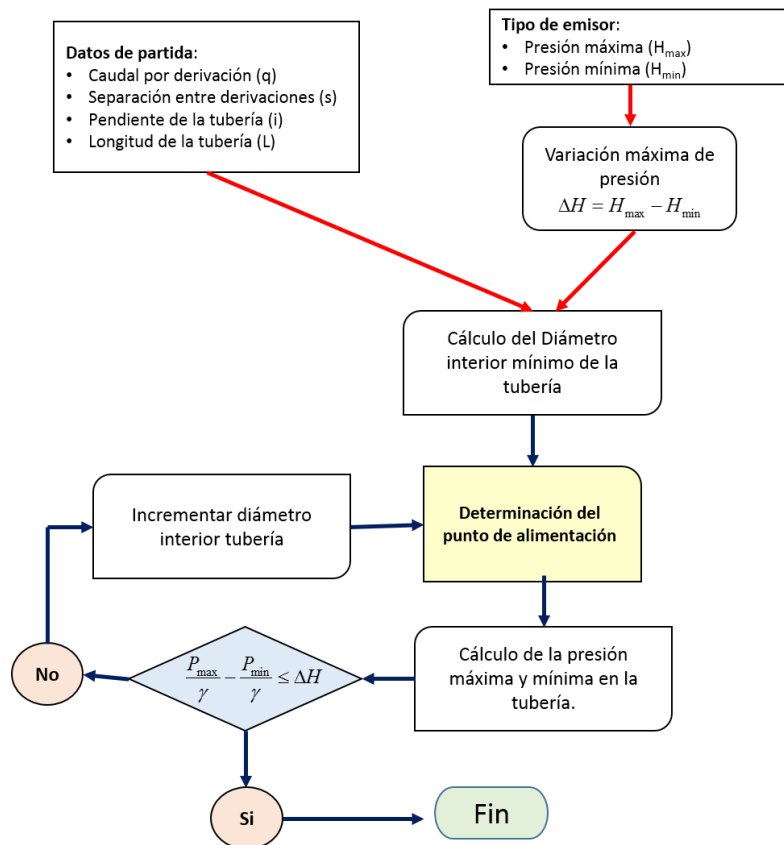 Datos de partida:
• Caudal por derivación (q)
• Separación entre derivaciones (s)
• Pendiente de la tubería (i)
• Longitud de la tubería (L)
Tipo de emisor:
• Presión máxima (Hmax)
• Presión mínima (Hmin)
Variación máxima de
presión
ΔH = Hmax − Hmin
Cálculo del Diámetro
interior mínimo de la
tubería
Incrementar diámetro
interior tubería
Determinación del
punto de alimentación
No
Pmax/γ − Pmin/γ ≤ ΔH
Cálculo de la presión
máxima y mínima en la
tubería.
Si
Fin